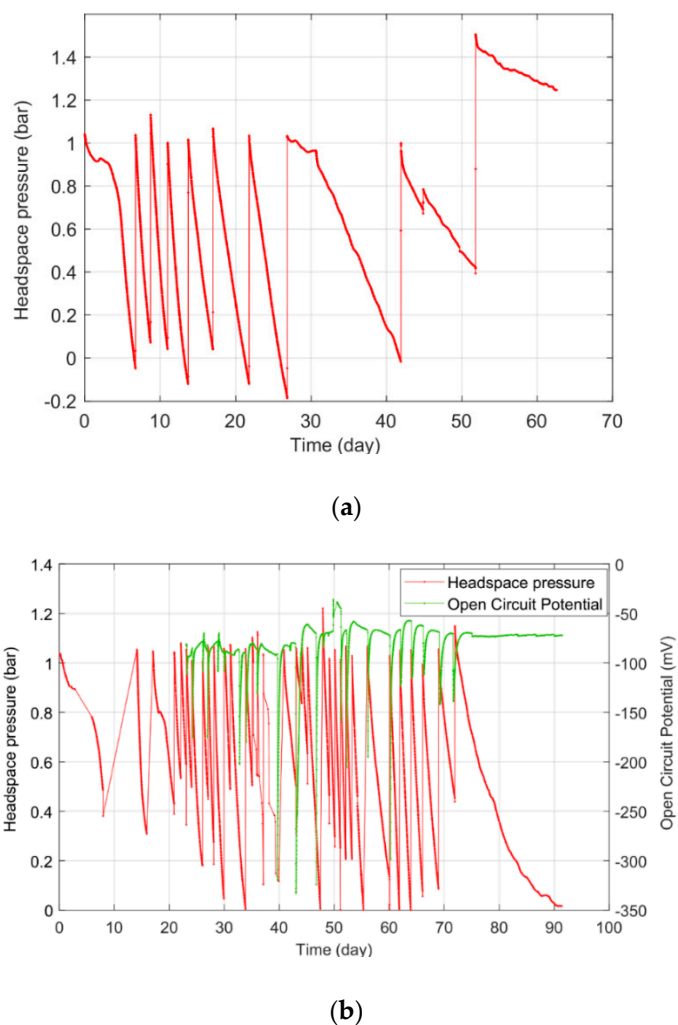 1.4
1.2
1
0.8
0.6
0.4
0.2
0
-0.2
Headspace pressure (bar)
0 10 20 30 40 50 60 70
Time (day)
(a)
1.4
1.2
1
0.8
0.6
0.4
0.2
0
Headspace pressure (bar)
Headspace pressure
Open Circuit Potential
0
-50
-100
-150
-200
-250
-300
-350
Open Circuit Potential (mV)
0 10 20 30 40 50 60 70 80 90 100
Time (day)
(b)